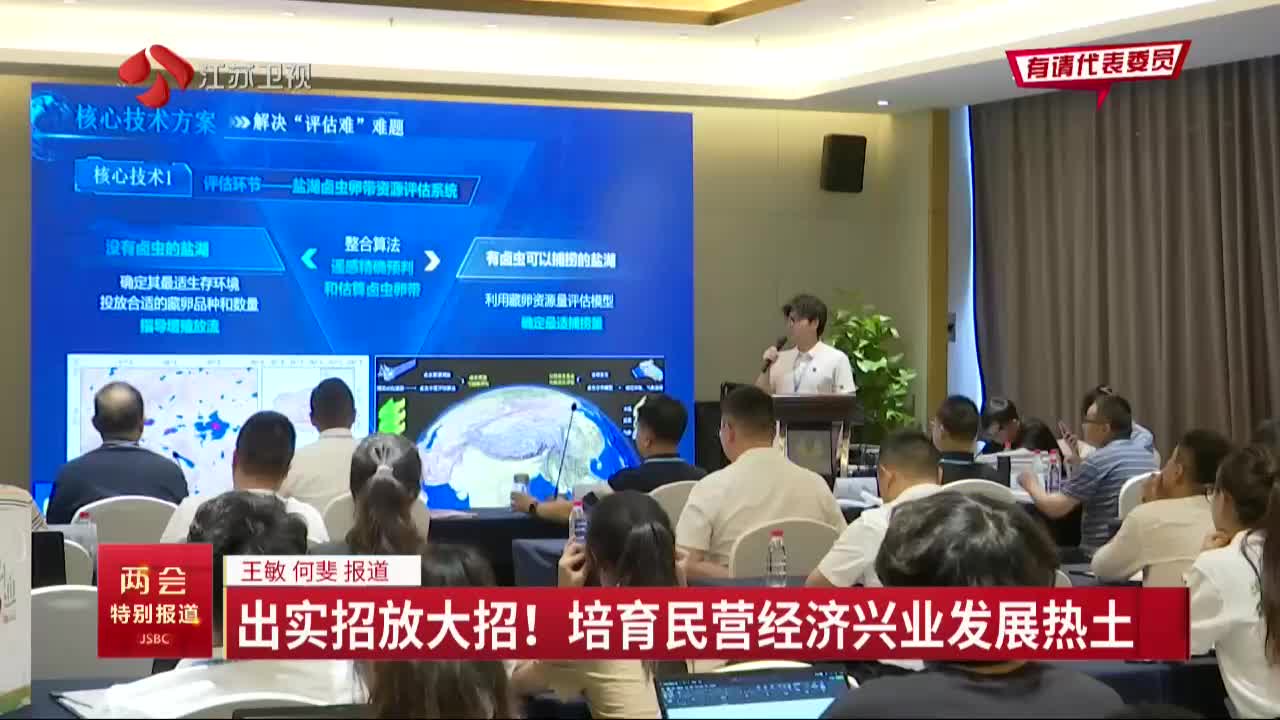 江苏卫视
有请代表委员
核心技术方案
解决“评估难”难题
核心技术1
评估环节——盐湖卤虫卵带资源评估系统
没有卤虫的盐湖
确定其最适生存环境
投放合适的藏卵品种和数量
指导增殖放流
整合算法
遥感精确预判
和估算卤虫卵带
有卤虫可以捕捞的盐湖
利用藏卵资源量评估模型
确定最适捕捞量
两会
特别报道
JSBC
王敏 何斐 报道
出实招放大招！培育民营经济兴业发展热土